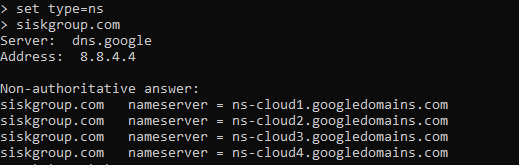 > set type=ns
> siskgroup.com
Server:  dns.google
Address:  8.8.4.4
Non-authoritative answer:
siskgroup.com   nameserver = ns-cloud1.googledomains.com
siskgroup.com   nameserver = ns-cloud2.googledomains.com
siskgroup.com   nameserver = ns-cloud3.googledomains.com
siskgroup.com   nameserver = ns-cloud4.googledomains.com